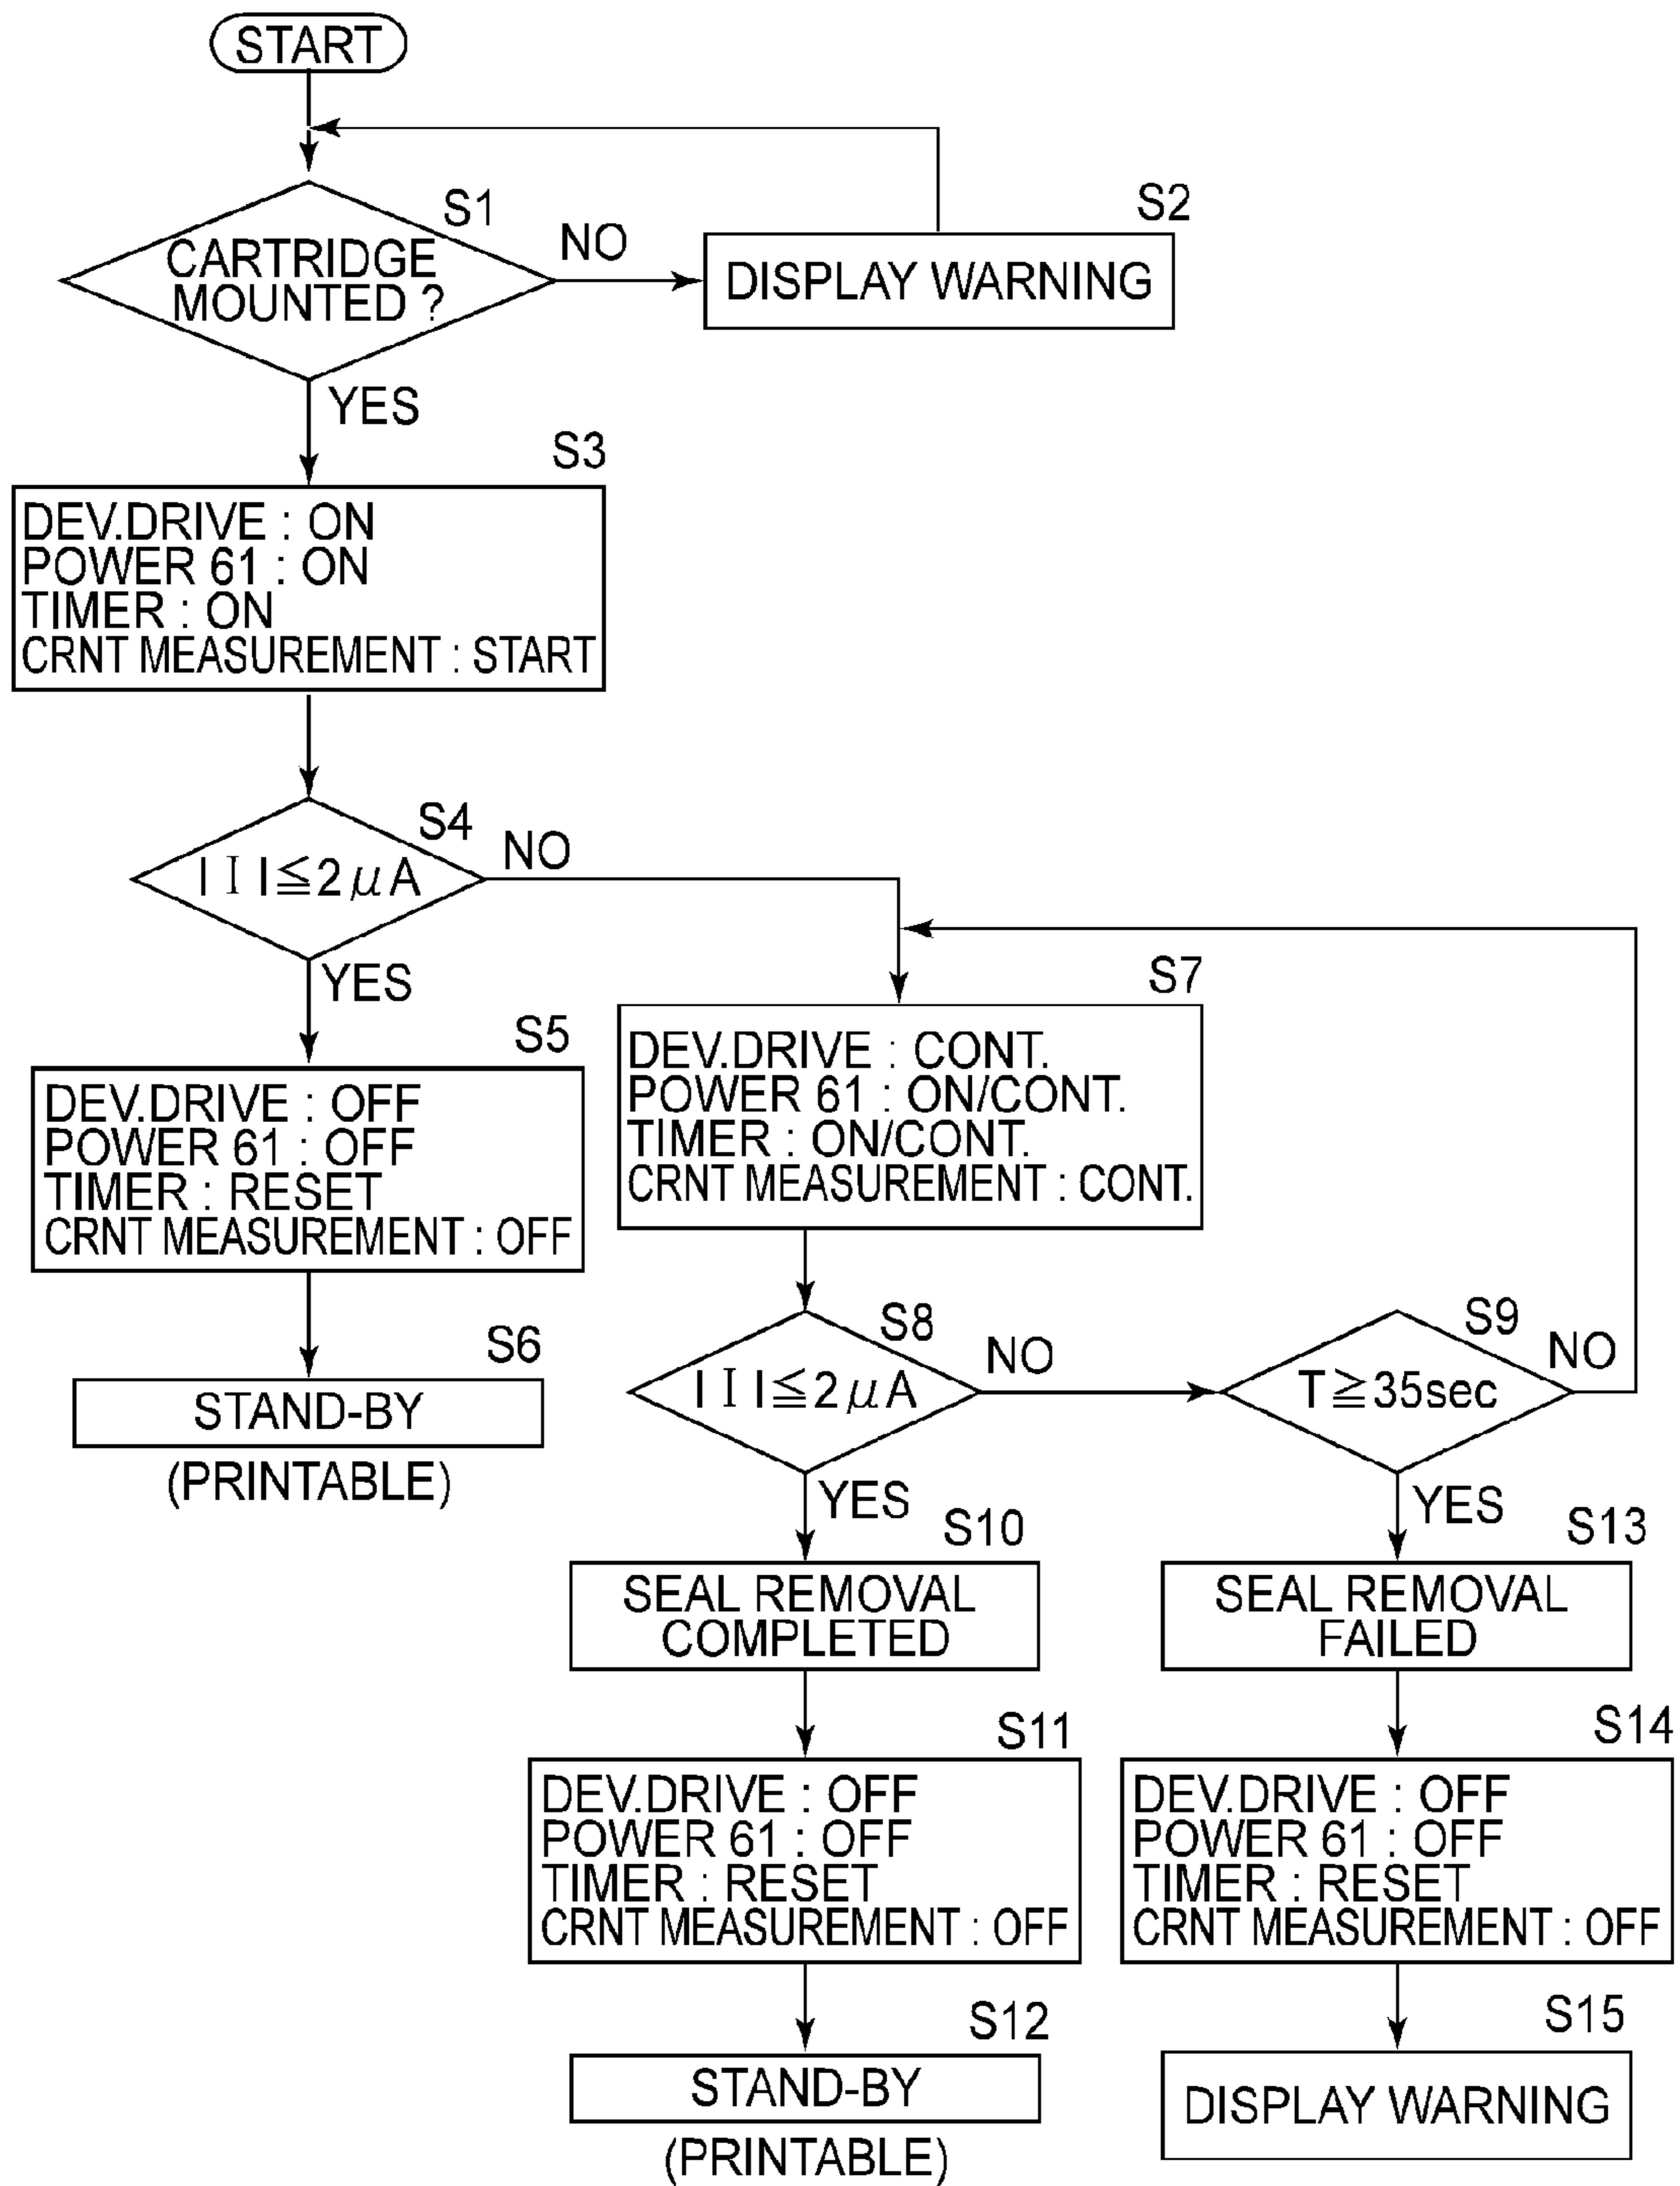 START
S1
CARTRIDGE
MOUNTED ?
NO
S2
DISPLAY WARNING
YES
S3
DEV.DRIVE : ON
POWER 61 : ON
TIMER : ON
CRNT MEASUREMENT : START
S4
| I |≦2μA
NO
YES
S5
DEV.DRIVE : OFF
POWER 61 : OFF
TIMER : RESET
CRNT MEASUREMENT : OFF
S6
STAND-BY
(PRINTABLE)
S7
DEV.DRIVE : CONT.
POWER 61 : ON/CONT.
TIMER : ON/CONT.
CRNT MEASUREMENT : CONT.
S8
| I |≦2μA
NO
S9
T≧35sec
NO
YES
S10
SEAL REMOVAL
COMPLETED
S11
DEV.DRIVE : OFF
POWER 61 : OFF
TIMER : RESET
CRNT MEASUREMENT : OFF
S12
STAND-BY
(PRINTABLE)
YES
S13
SEAL REMOVAL
FAILED
S14
DEV.DRIVE : OFF
POWER 61 : OFF
TIMER : RESET
CRNT MEASUREMENT : OFF
S15
DISPLAY WARNING